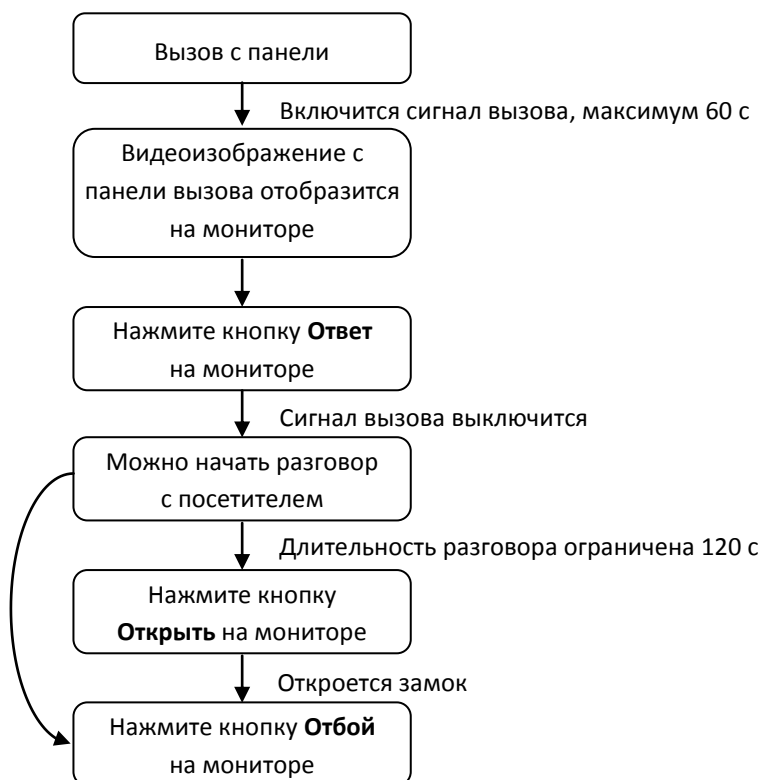 Вызов с панели
Включится сигнал вызова, максимум 60 с
Видеоизображение с
панели вызова отобразится
на мониторе
Нажмите кнопку Ответ
на мониторе
Сигнал вызова выключится
Можно начать разговор
с посетителем
Длительность разговора ограничена 120 с
Нажмите кнопку
Открыть на мониторе
Откроется замок
Нажмите кнопку Отбой
на мониторе